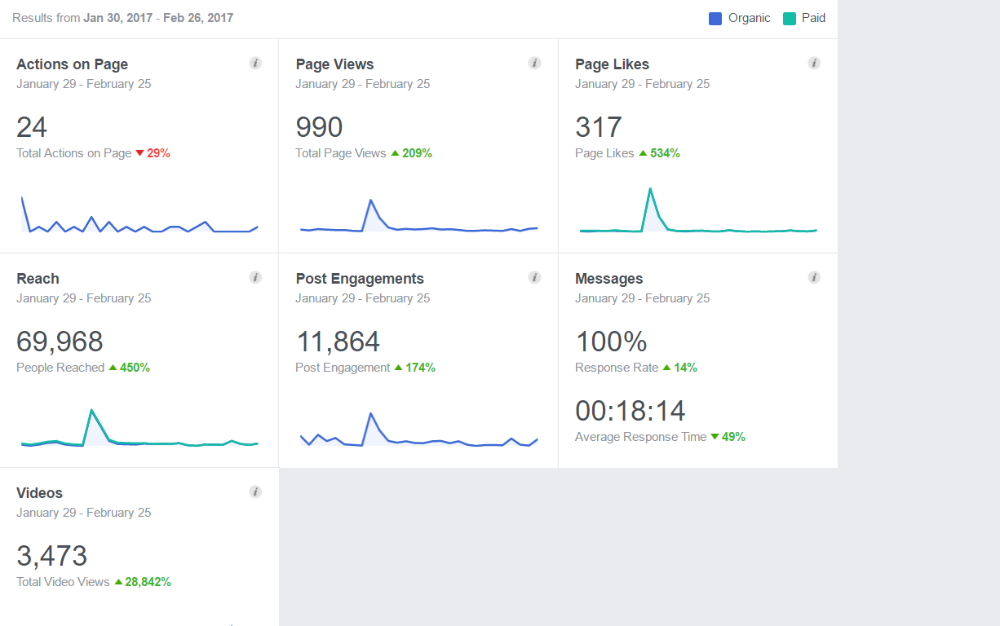 Results from Jan 30, 2017 - Feb 26, 2017
Organic Paid
Actions on Page
January 29 - February 25
24
Total Actions on Page 29%
Page Views
January 29 - February 25
990
Total Page Views 209%
Page Likes
January 29 - February 25
317
Page Likes 534%
Reach
January 29 - February 25
69,968
People Reached 450%
Post Engagements
January 29 - February 25
11,864
Post Engagement 174%
Messages
January 29 - February 25
100%
Response Rate 14%
00:18:14
Average Response Time 49%
Videos
January 29 - February 25
3,473
Total Video Views 28,842%